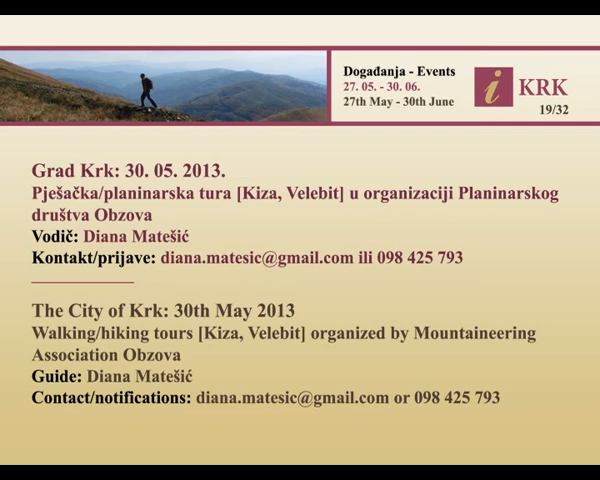 Događanja - Events
27. 05. - 30. 06.
27th May - 30th June
i KRK
19/32
Grad Krk: 30. 05. 2013.
Pješačka/planinarska tura [Kiza, Velebit] u organizaciji Planinarskog
društva Obzova
Vodič: Diana Matešić
Kontakt/prijave: diana.matesic@gmail.com ili 098 425 793
The City of Krk: 30th May 2013
Walking/hiking tours [Kiza, Velebit] organized by Mountaineering
Association Obzova
Guide: Diana Matešić
Contact/notifications: diana.matesic@gmail.com or 098 425 793